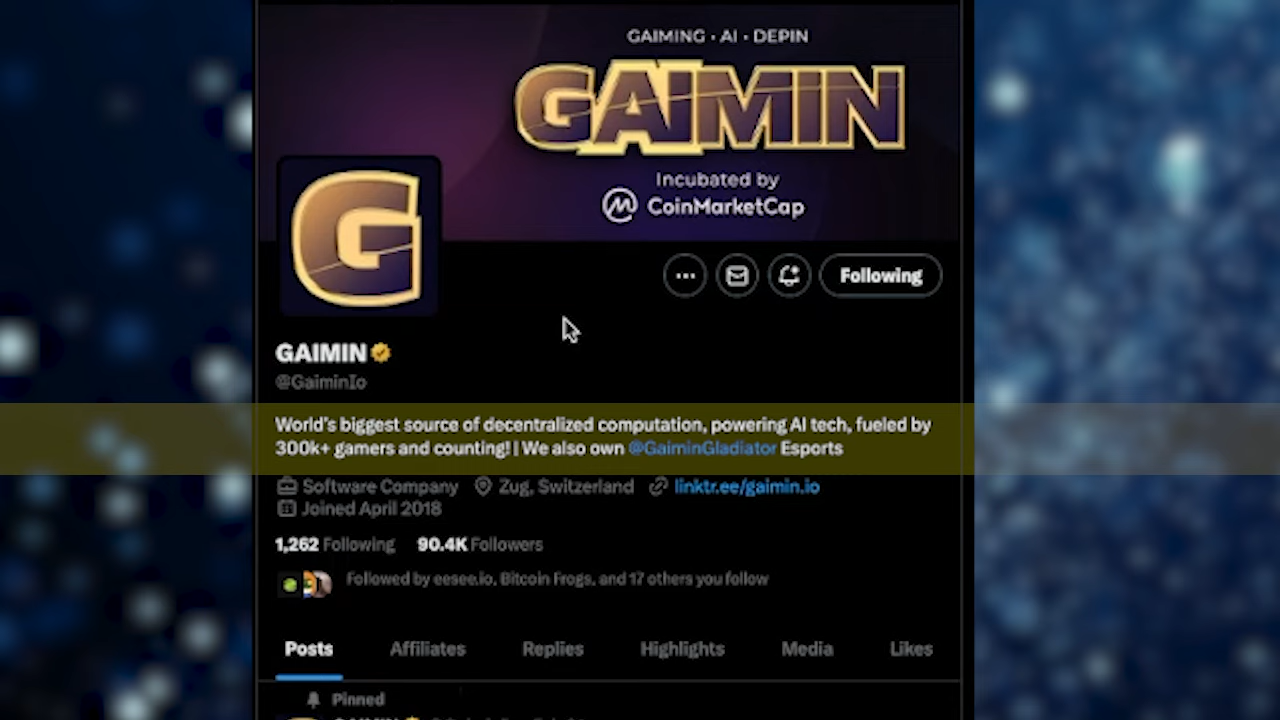 GAIMING • AI • DEPIN
GAIMIN
Incubated by
CoinMarketCap
G
Following
GAIMIN
@GaiminIo
World's biggest source of decentralized computation, powering AI tech, fueled by
300k+ gamers and counting! | We also own @GaiminGladiator Esports
Software Company Zug, Switzerland linktr.ee/gaimin.io
Joined April 2018
1,262 Following 90.4K Followers
Followed by eesee.io, Bitcoin Frogs, and 17 others you follow
Posts Affiliates Replies Highlights Media Likes
Pinned